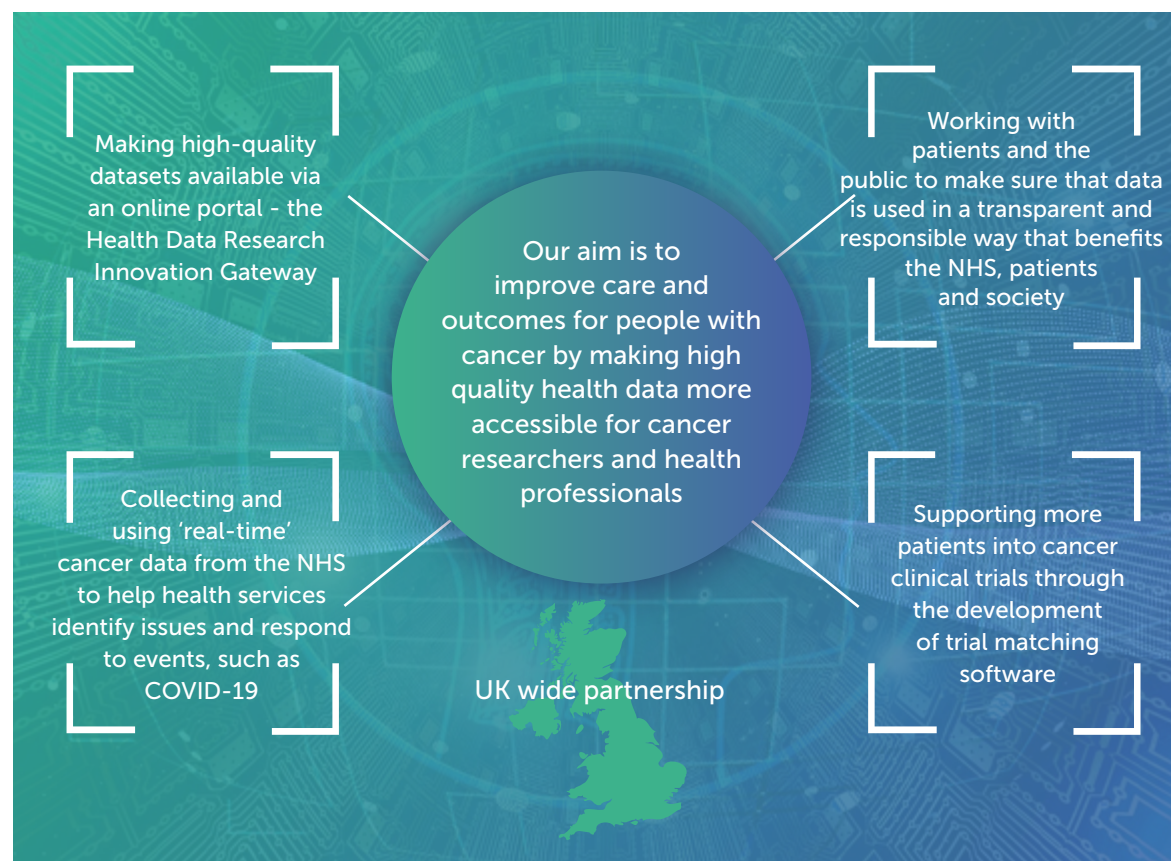 Making high-quality
datasets available via
an online portal - the
Health Data Research
Innovation Gateway
Working with
patients and the
public to make sure that data
is used in a transparent and
responsible way that benefits
the NHS, patients
and society
Our aim is to
improve care and
outcomes for people with
cancer by making high
quality health data more
accessible for cancer
researchers and health
professionals
Collecting and
using ‘real-time’
cancer data from the NHS
to help health services
identify issues and respond
to events, such as
COVID-19
Supporting more
patients into cancer
clinical trials through
the development
of trial matching
software
UK wide partnership